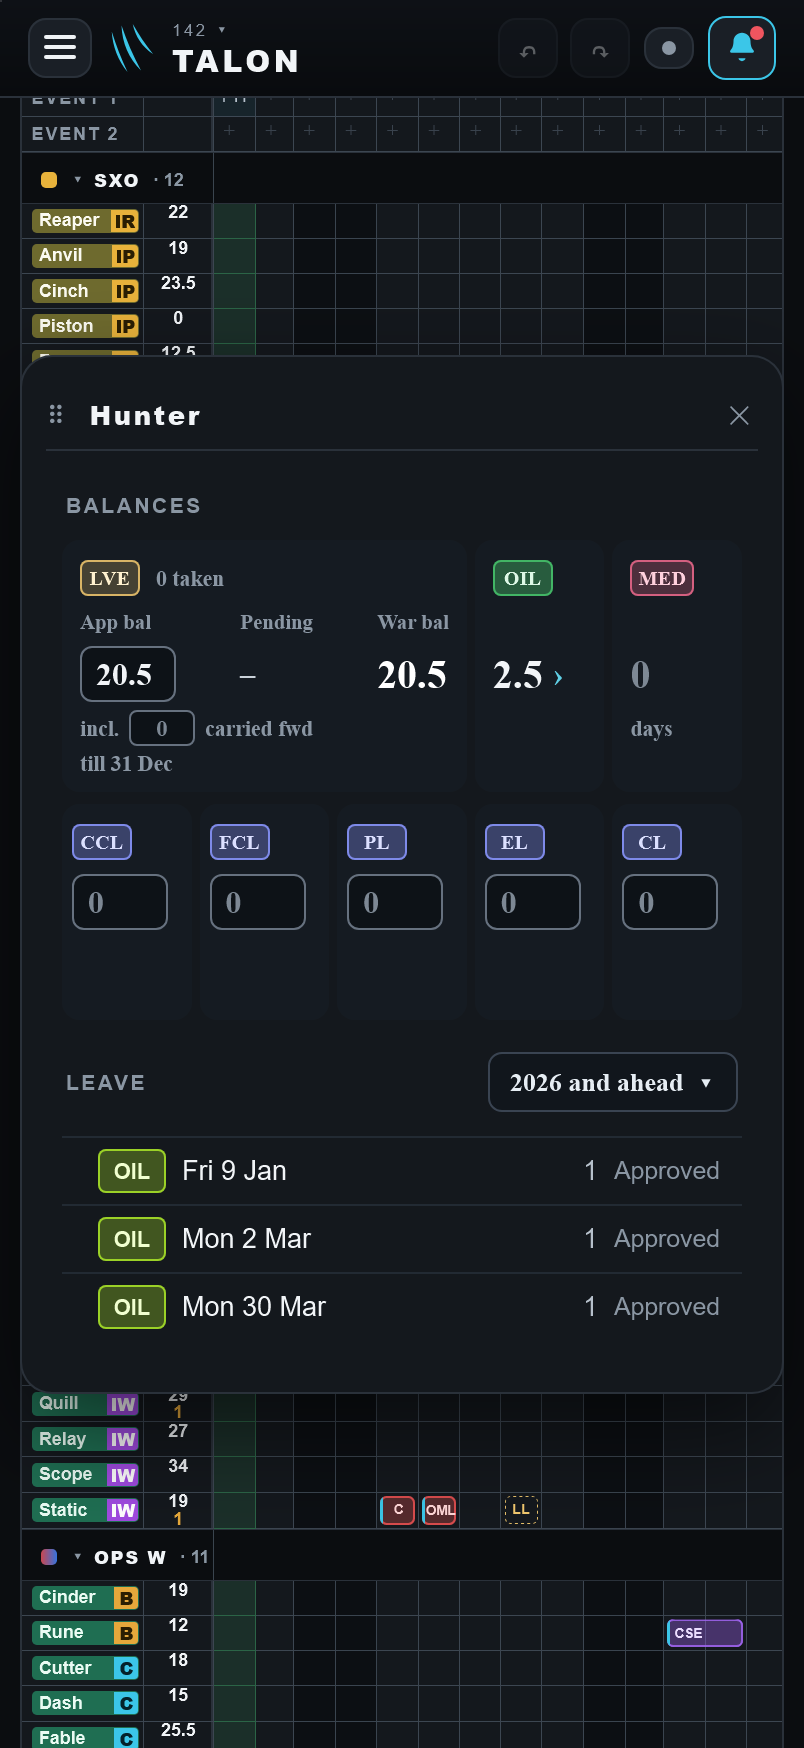 142 ▾
TALON
EVENT 1
EVENT 2 + + + + + + + + + + + + + +
▾ SXO · 12
Reaper IR 22
Anvil IP 19
Cinch IP 23.5
Piston IP 0
12.5
Hunter
BALANCES
LVE 0 taken OIL MED
App bal Pending War bal
20.5 – 20.5 2.5 › 0
incl. 0 carried fwd days
till 31 Dec
CCL FCL PL EL CL
0 0 0 0 0
LEAVE 2026 and ahead ▾
OIL Fri 9 Jan 1 Approved
OIL Mon 2 Mar 1 Approved
OIL Mon 30 Mar 1 Approved
Quill IW 29
1
Relay IW 27
Scope IW 34
Static IW 19 C OML LL
1
▾ OPS W · 11
Cinder B 19
Rune B 12 CSE
Cutter C 18
Dash C 15
Fable C 25.5